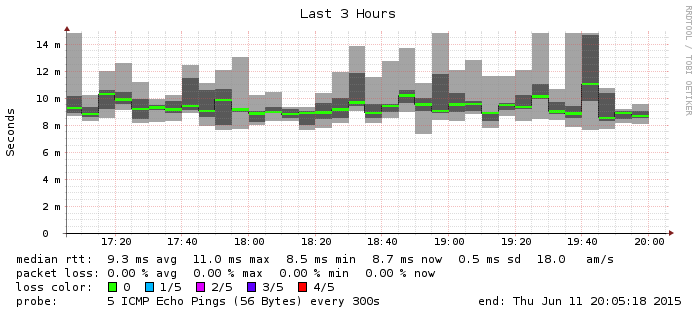 Last 3 Hours
RRDTOOL / TOBI OETIKER
Seconds
14 m
12 m
10 m
8 m
6 m
4 m
2 m
0
17:20 17:40 18:00 18:20 18:40 19:00 19:20 19:40 20:00
median rtt: 9.3 ms avg 11.0 ms max 8.5 ms min 8.7 ms now 0.5 ms sd 18.0 am/s
packet loss: 0.00 % avg 0.00 % max 0.00 % min 0.00 % now
loss color: 0 1/5 2/5 3/5 4/5
probe: 5 ICMP Echo Pings (56 Bytes) every 300s end: Thu Jun 11 20:05:18 2015